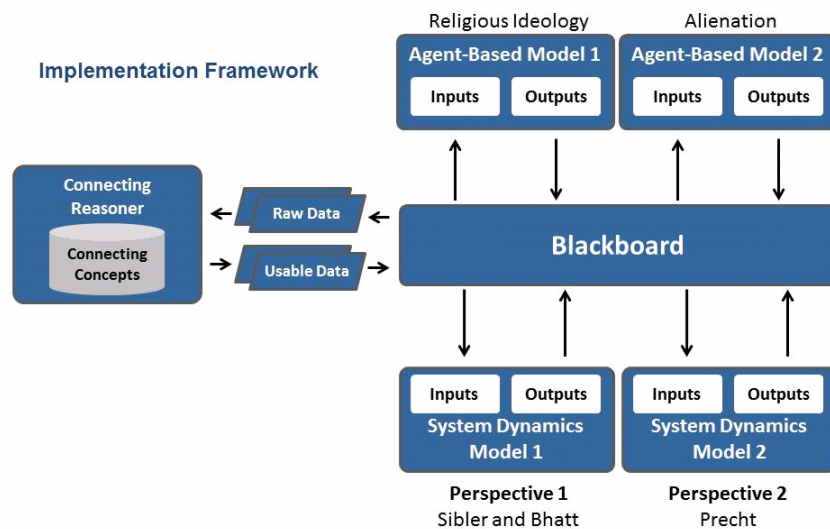 Religious Ideology
Alienation
Implementation Framework
Agent-Based Model 1
Inputs
Outputs
Agent-Based Model 2
Inputs
Outputs
Connecting
Reasoner
Connecting
Concepts
Raw Data
Usable Data
Blackboard
Inputs
Outputs
System Dynamics
Model 1
Inputs
Outputs
System Dynamics
Model 2
Perspective 1
Sibler and Bhatt
Perspective 2
Precht